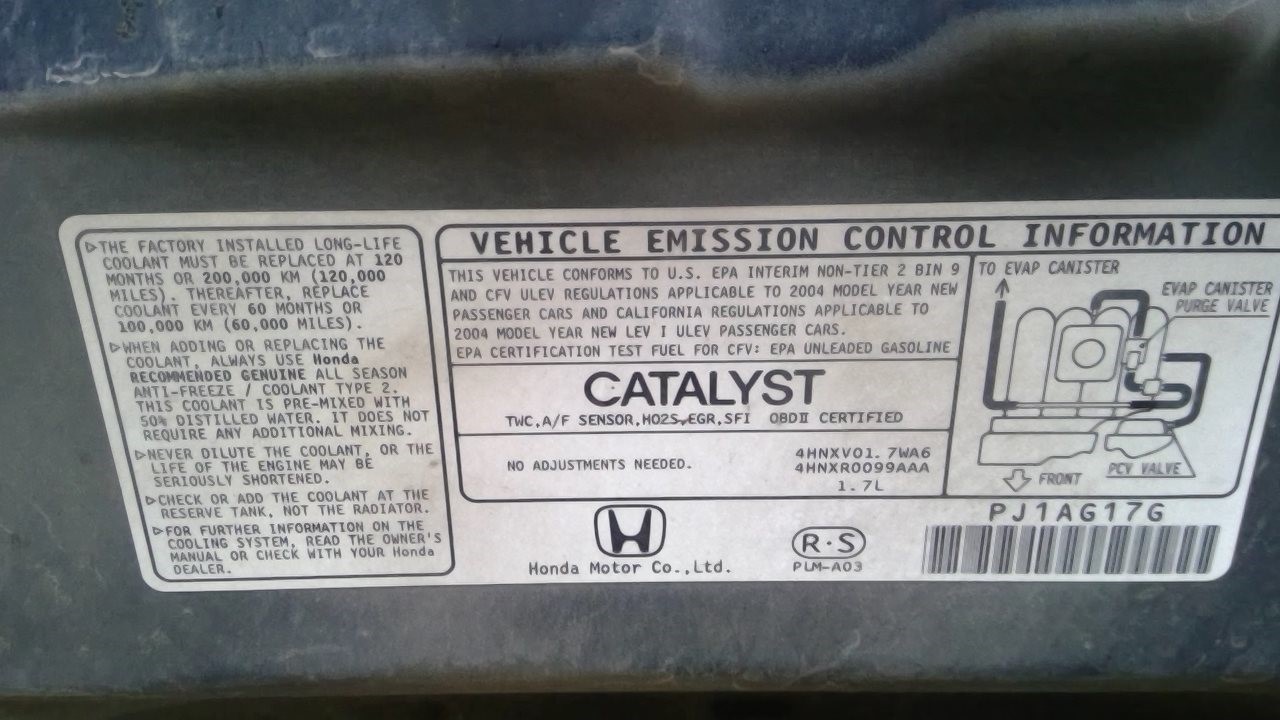 ▷THE FACTORY INSTALLED LONG-LIFE
COOLANT MUST BE REPLACED AT 120
MONTHS OR 200,000 KM (120,000
MILES). THEREAFTER, REPLACE
COOLANT EVERY 60 MONTHS OR
100,000 KM (60,000 MILES).
▷WHEN ADDING OR REPLACING THE
COOLANT, ALWAYS USE Honda
RECOMMENDED GENUINE ALL SEASON
ANTI-FREEZE / COOLANT TYPE 2.
THIS COOLANT IS PRE-MIXED WITH
50% DISTILLED WATER. IT DOES NOT
REQUIRE ANY ADDITIONAL MIXING.
▷NEVER DILUTE THE COOLANT, OR THE
LIFE OF THE ENGINE MAY BE
SERIOUSLY SHORTENED.
▷CHECK OR ADD THE COOLANT AT THE
RESERVE TANK, NOT THE RADIATOR.
▷FOR FURTHER INFORMATION ON THE
COOLING SYSTEM, READ THE OWNER'S
MANUAL OR CHECK WITH YOUR Honda
DEALER.
VEHICLE EMISSION CONTROL INFORMATION
THIS VEHICLE CONFORMS TO U.S. EPA INTERIM NON-TIER 2 BIN 9
AND CFV ULEV REGULATIONS APPLICABLE TO 2004 MODEL YEAR NEW
PASSENGER CARS AND CALIFORNIA REGULATIONS APPLICABLE TO
2004 MODEL YEAR NEW LEV I ULEV PASSENGER CARS.
EPA CERTIFICATION TEST FUEL FOR CFV: EPA UNLEADED GASOLINE
CATALYST
TWC,A/F SENSOR,HO2S,EGR,SFI OBDII CERTIFIED
NO ADJUSTMENTS NEEDED.
4HNXV01.7WA6
4HNXR0099AAA
1.7L
TO EVAP CANISTER
EVAP CANISTER
PURGE VALVE
FRONT
PCV VALVE
Honda Motor Co.,Ltd.
R·S
PLM-A03
PJ1AG17G